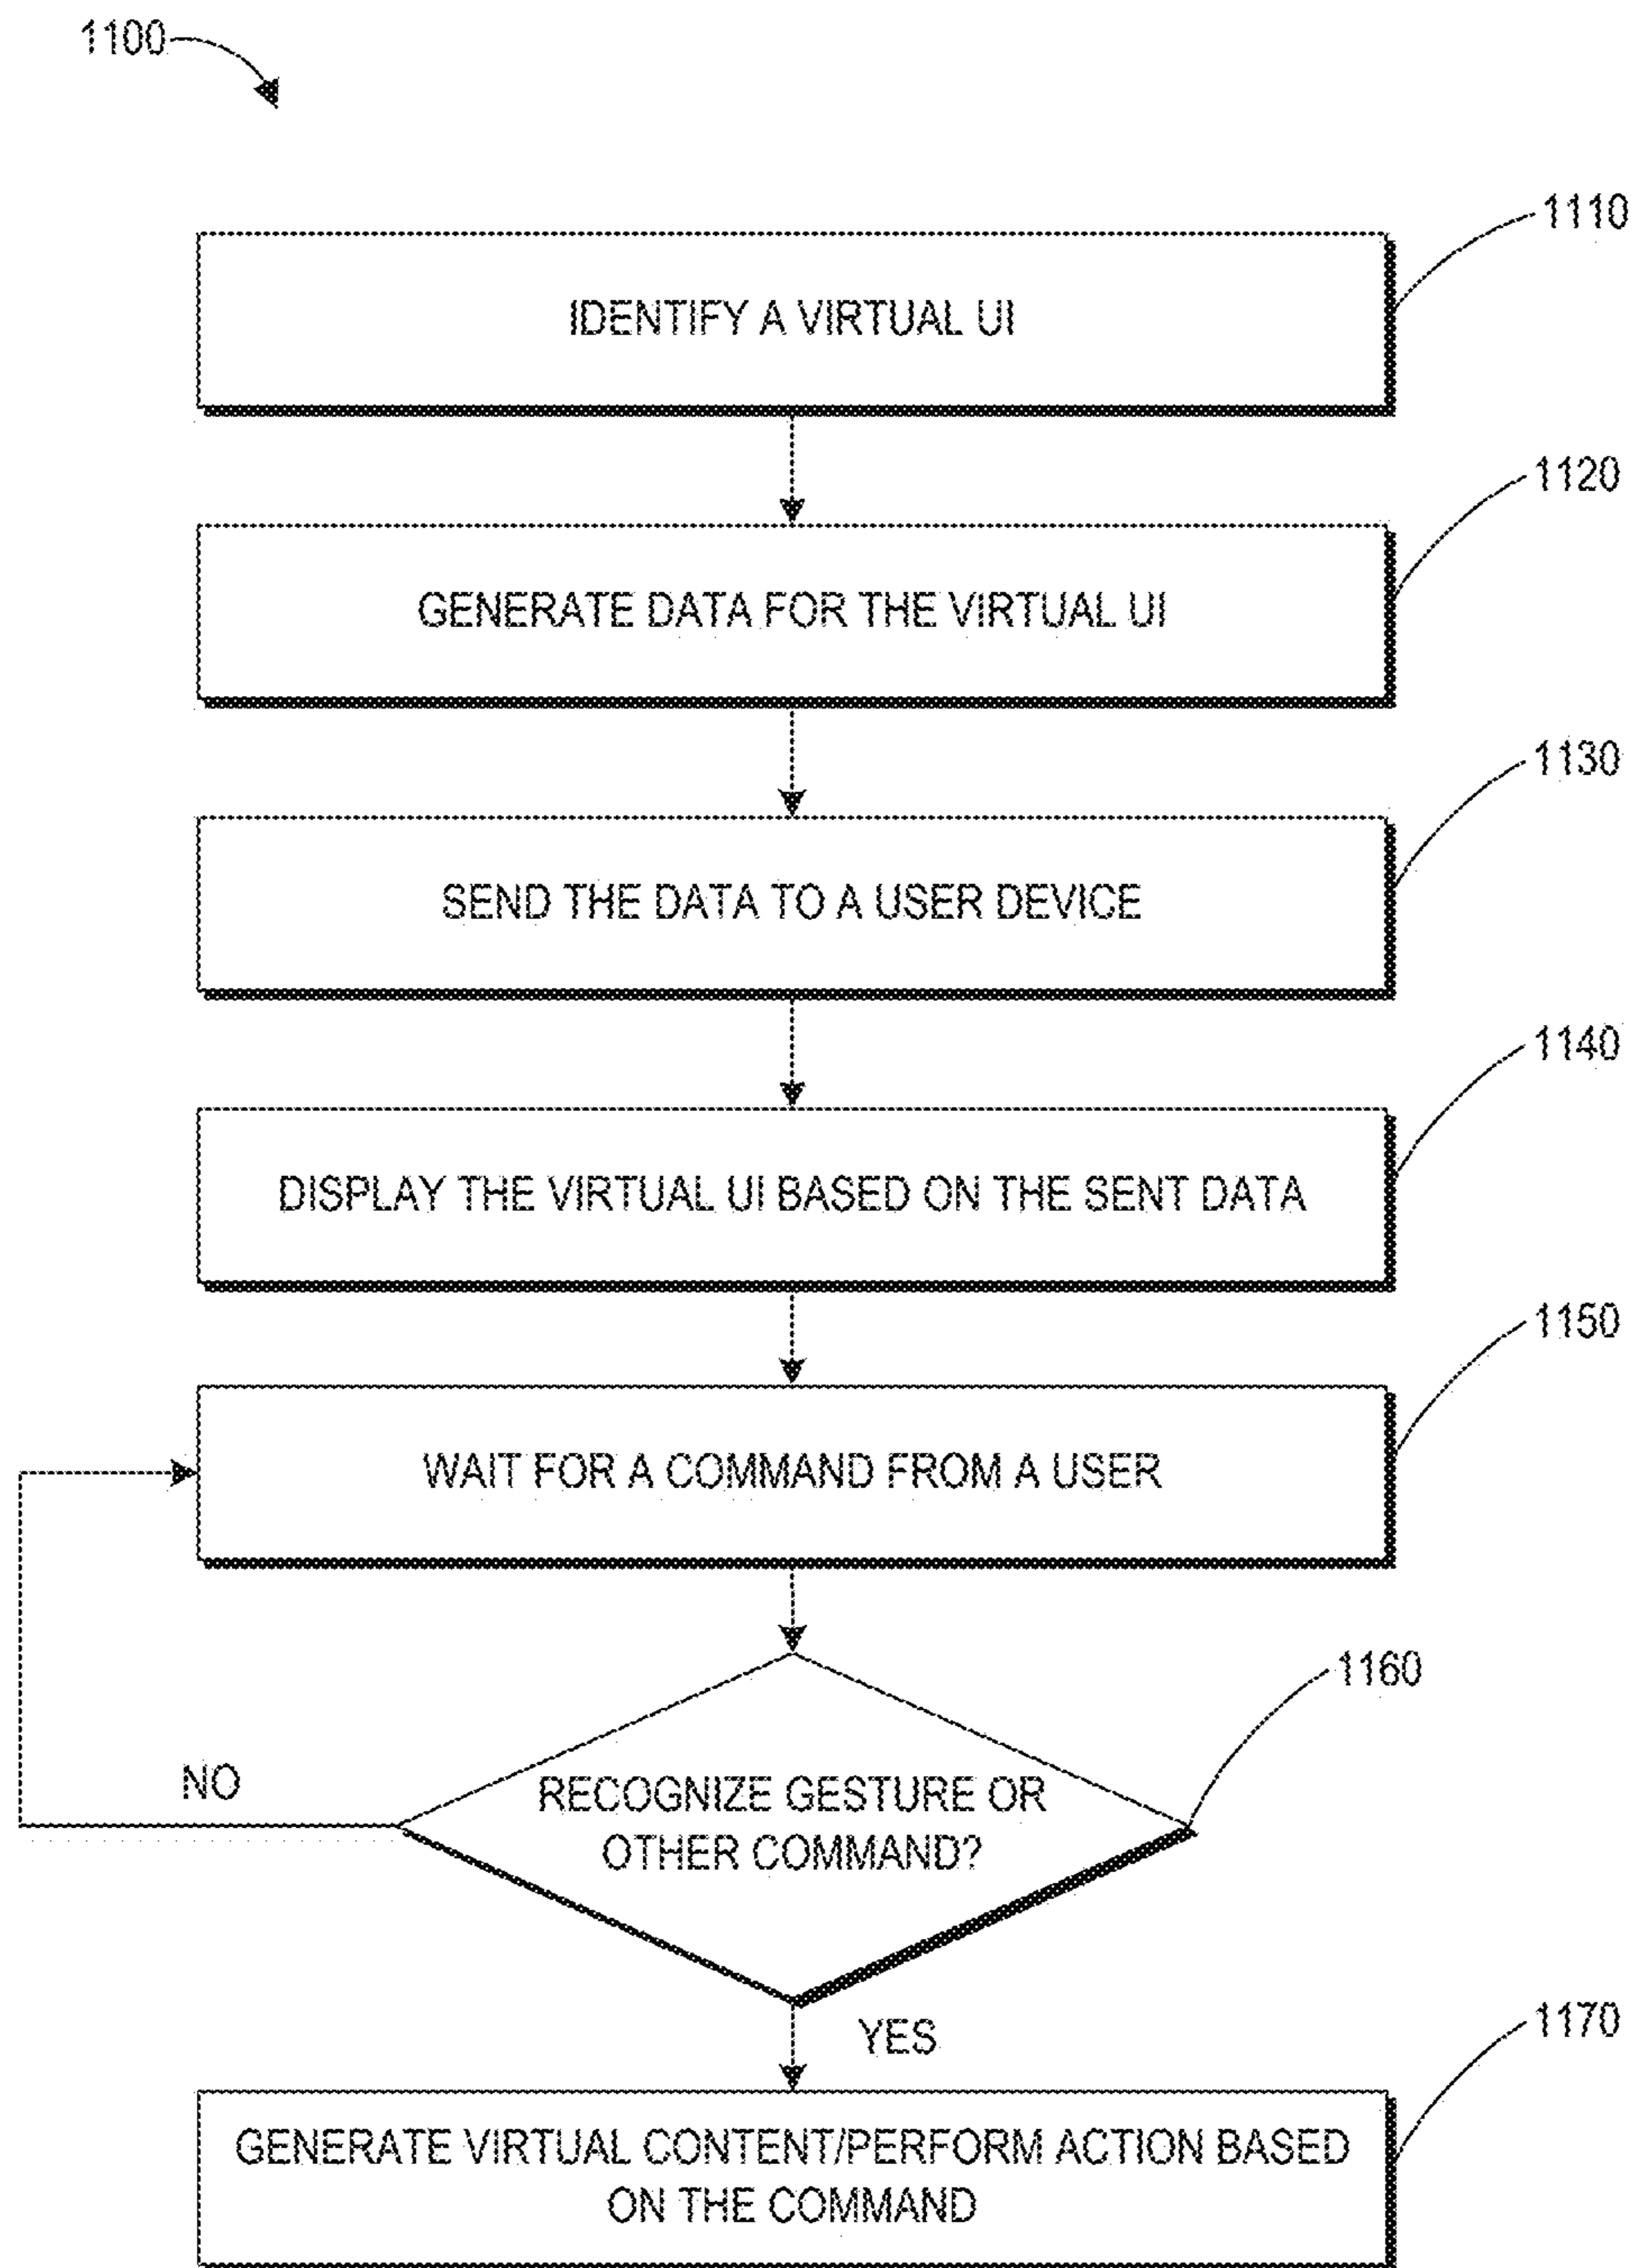 1100
1110
IDENTIFY A VIRTUAL UI
1120
GENERATE DATA FOR THE VIRTUAL UI
1130
SEND THE DATA TO A USER DEVICE
1140
DISPLAY THE VIRTUAL UI BASED ON THE SENT DATA
1150
WAIT FOR A COMMAND FROM A USER
1160
NO
RECOGNIZE GESTURE OR
OTHER COMMAND?
YES
1170
GENERATE VIRTUAL CONTENT/PERFORM ACTION BASED
ON THE COMMAND